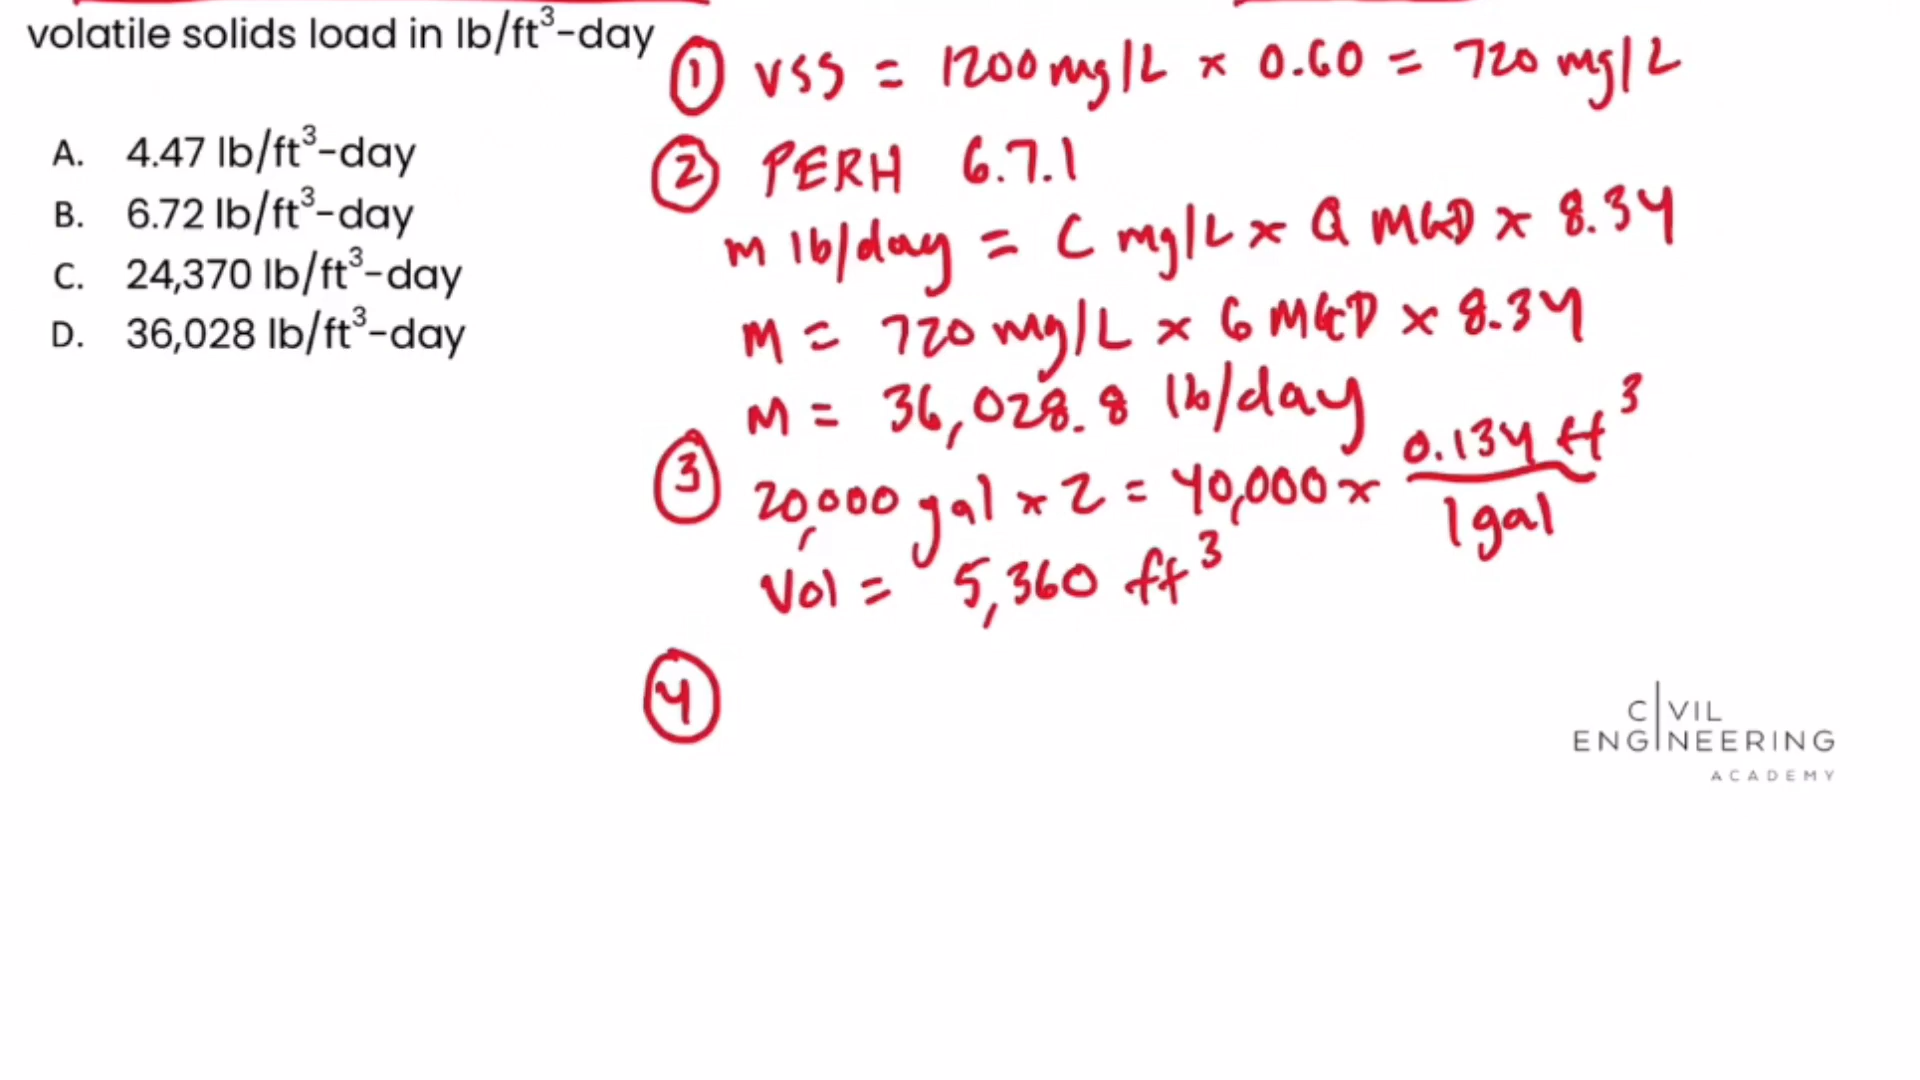 volatile solids load in lb/ft³-day
① VSS = 1200 mg/L x 0.60 = 720 mg/L
A. 4.47 lb/ft³-day
B. 6.72 lb/ft³-day
C. 24,370 lb/ft³-day
D. 36,028 lb/ft³-day
② PERH 6.7.1
M lb/day = C mg/L x Q MGD x 8.34
M = 720 mg/L x 6 MGD x 8.34
M = 36,028.8 lb/day
③ 20,000 gal x 2 = 40,000 x 0.134 ft³ / 1 gal
Vol = 5,360 ft³
④
CIVIL
ENGINEERING
ACADEMY